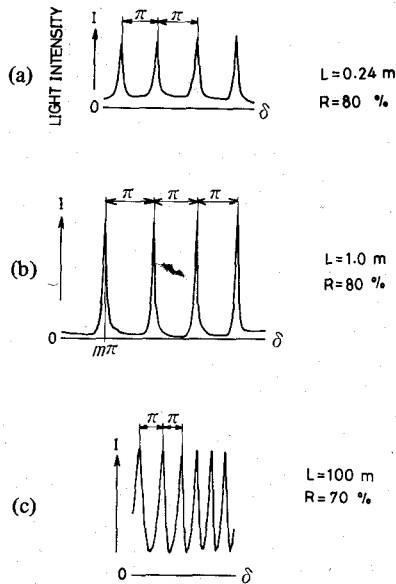 (a)
LIGHT INTENSITY
I
π π
0
δ
L=0.24 m
R=80 %
(b)
I
π π π
0
mπ
δ
L=1.0 m
R=80 %
(c)
I
π π
0
δ
L=100 m
R=70 %